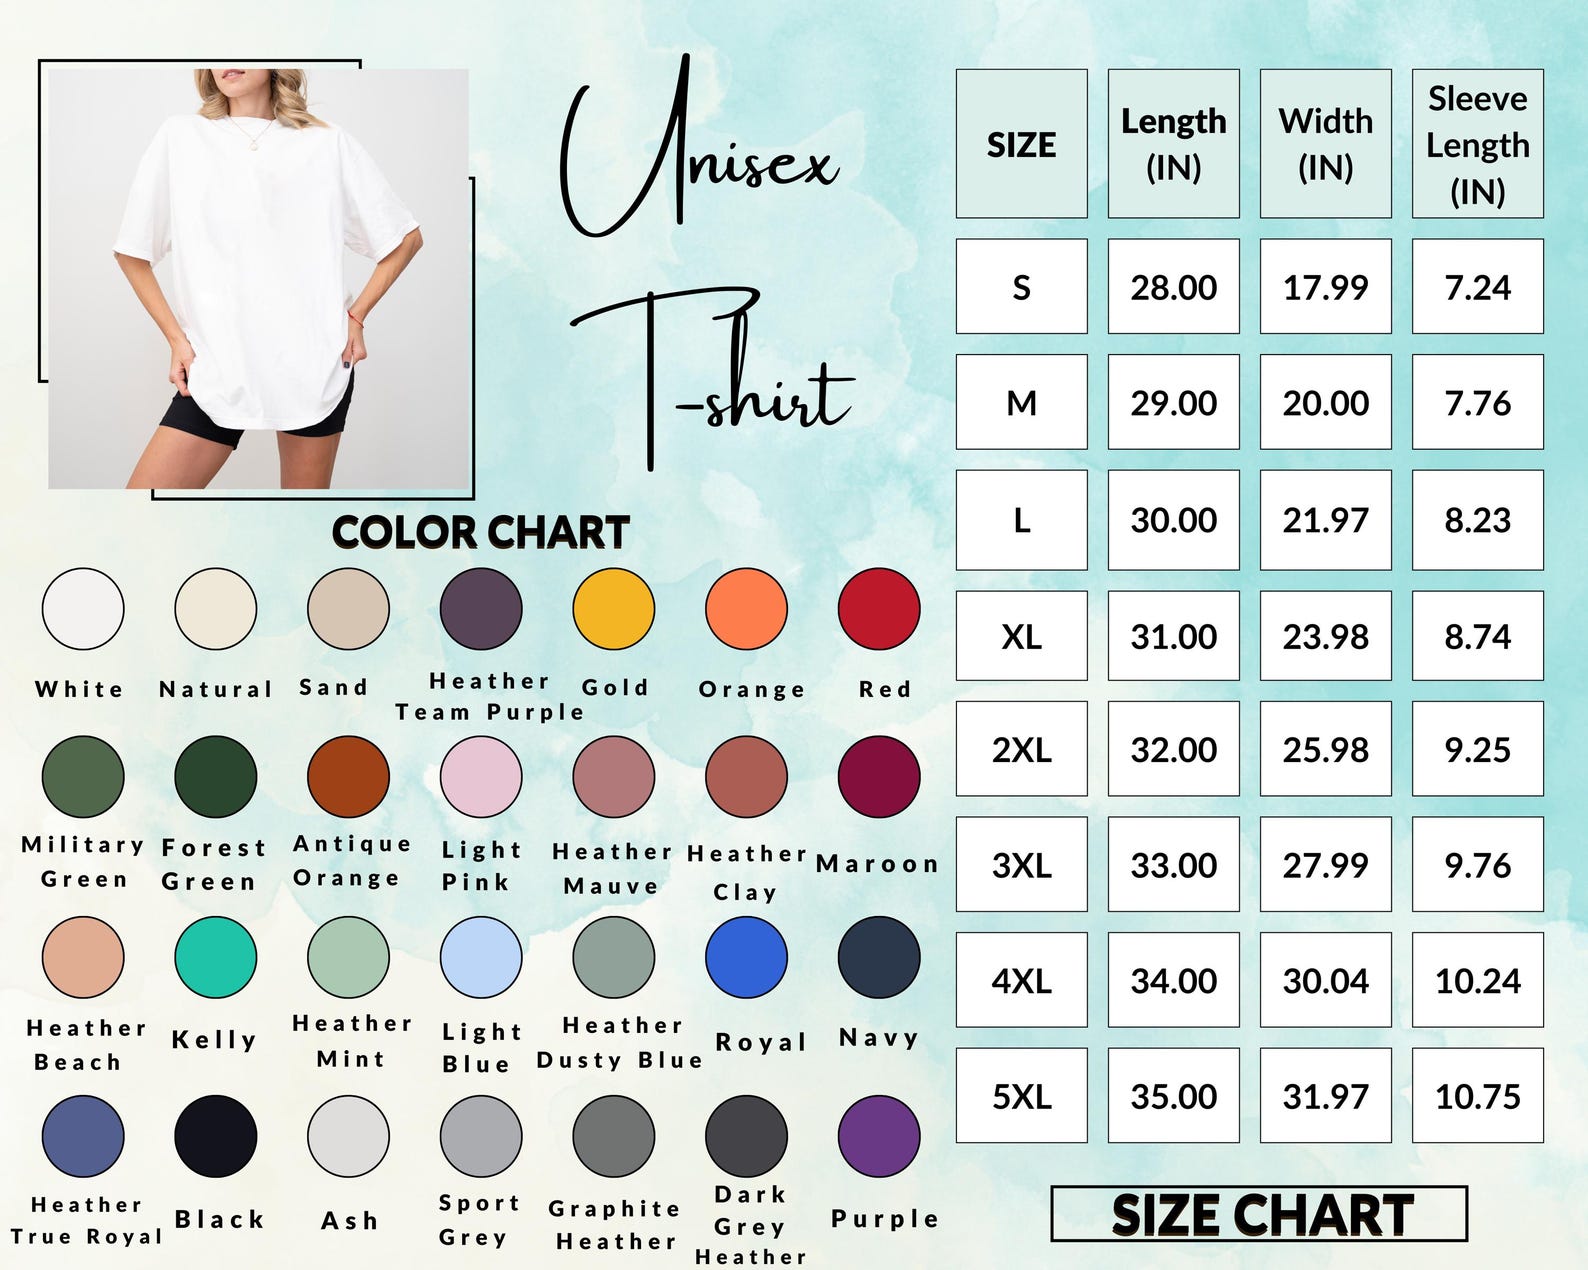 Unisex
T-shirt
COLOR CHART
White Natural Sand Heather Team Purple Gold Orange Red
Military Green Forest Green Antique Orange Light Pink Heather Mauve Heather Clay Maroon
Heather Beach Kelly Heather Mint Light Blue Heather Dusty Blue Royal Navy
Heather True Royal Black Ash Sport Grey Graphite Heather Dark Grey Heather Purple
SIZE Length (IN) Width (IN) Sleeve Length (IN)
S 28.00 17.99 7.24
M 29.00 20.00 7.76
L 30.00 21.97 8.23
XL 31.00 23.98 8.74
2XL 32.00 25.98 9.25
3XL 33.00 27.99 9.76
4XL 34.00 30.04 10.24
5XL 35.00 31.97 10.75
SIZE CHART